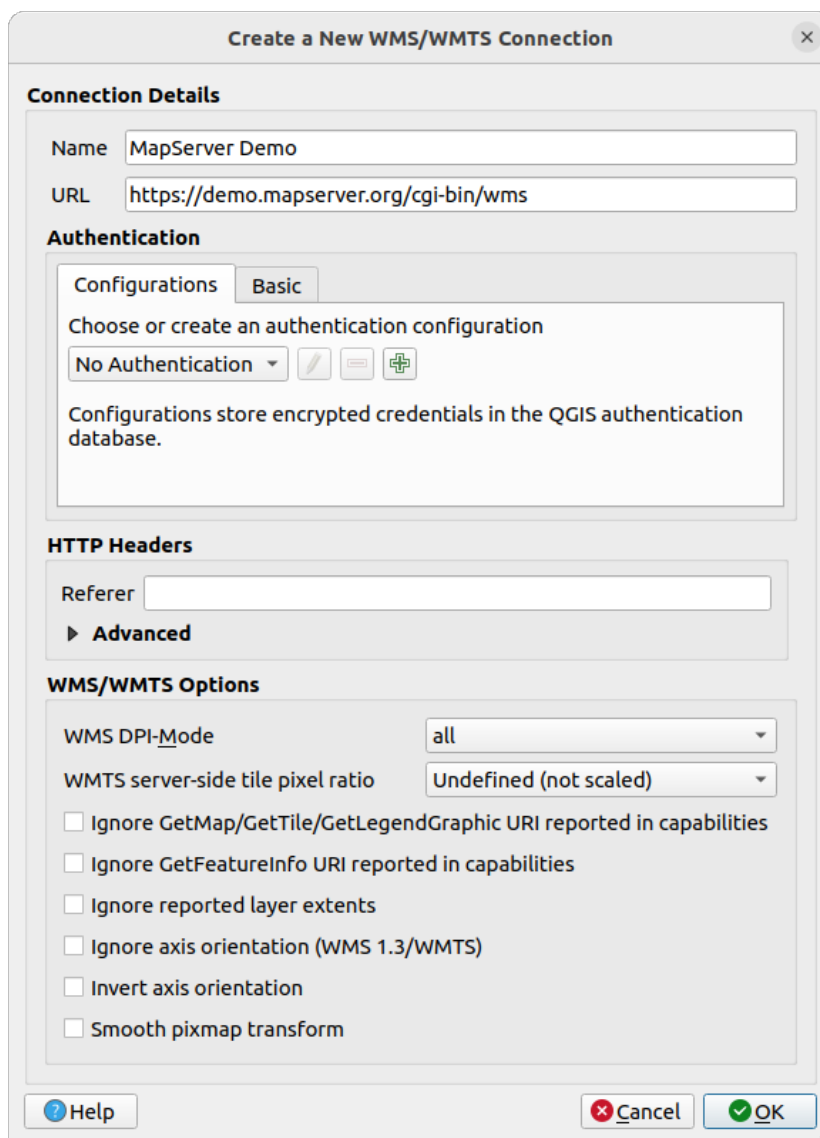 Create a New WMS/WMTS Connection
Connection Details
Name MapServer Demo
URL https://demo.mapserver.org/cgi-bin/wms
Authentication
Configurations Basic
Choose or create an authentication configuration
No Authentication
Configurations store encrypted credentials in the QGIS authentication
database.
HTTP Headers
Referer
Advanced
WMS/WMTS Options
WMS DPI-Mode all
WMTS server-side tile pixel ratio Undefined (not scaled)
Ignore GetMap/GetTile/GetLegendGraphic URI reported in capabilities
Ignore GetFeatureInfo URI reported in capabilities
Ignore reported layer extents
Ignore axis orientation (WMS 1.3/WMTS)
Invert axis orientation
Smooth pixmap transform
Help Cancel OK